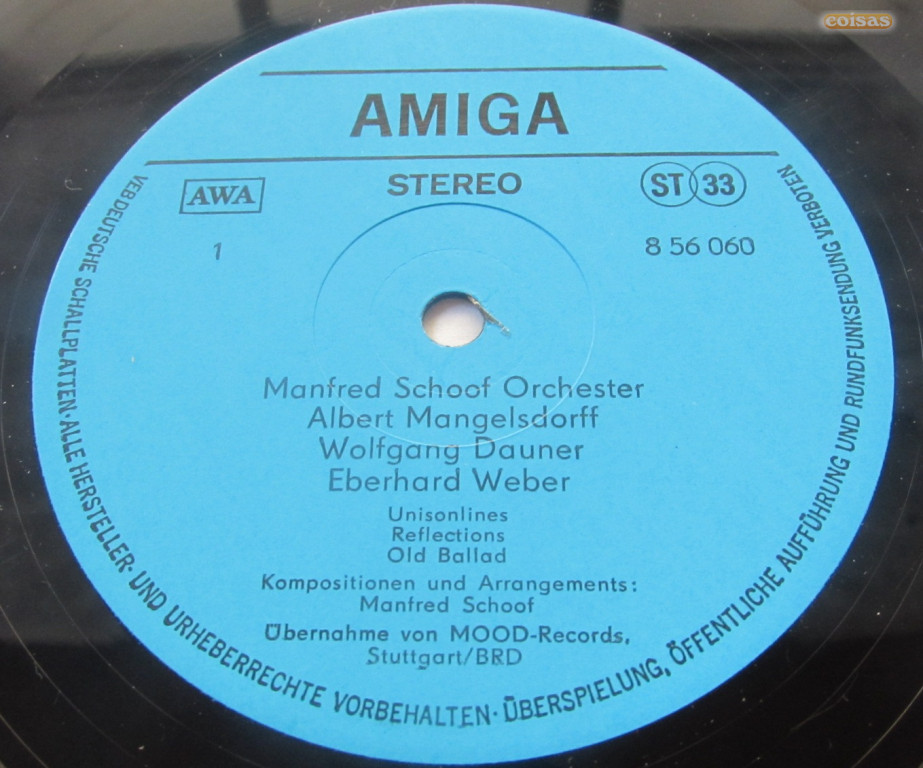 coisas
AMIGA
AWA
STEREO
ST 33
1
8 56 060
Manfred Schoof Orchester
Albert Mangelsdorff
Wolfgang Dauner
Eberhard Weber
Unisonlines
Reflections
Old Ballad
Kompositionen und Arrangements:
Manfred Schoof
Übernahme von MOOD-Records,
Stuttgart/BRD
VEB DEUTSCHE SCHALLPLATTEN·ALLE HERSTELLER- UND URHEBERRECHTE VORBEHALTEN·ÜBERSPIELUNG, ÖFFENTLICHE AUFFÜHRUNG UND RUNDFUNKSENDUNG VERBOTEN